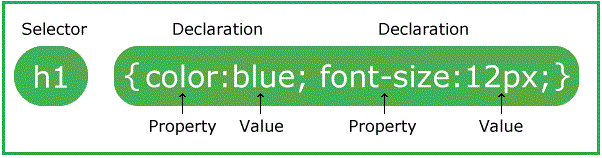 Selector Declaration Declaration
h1 {color:blue; font-size:12px;}
Property Value Property Value